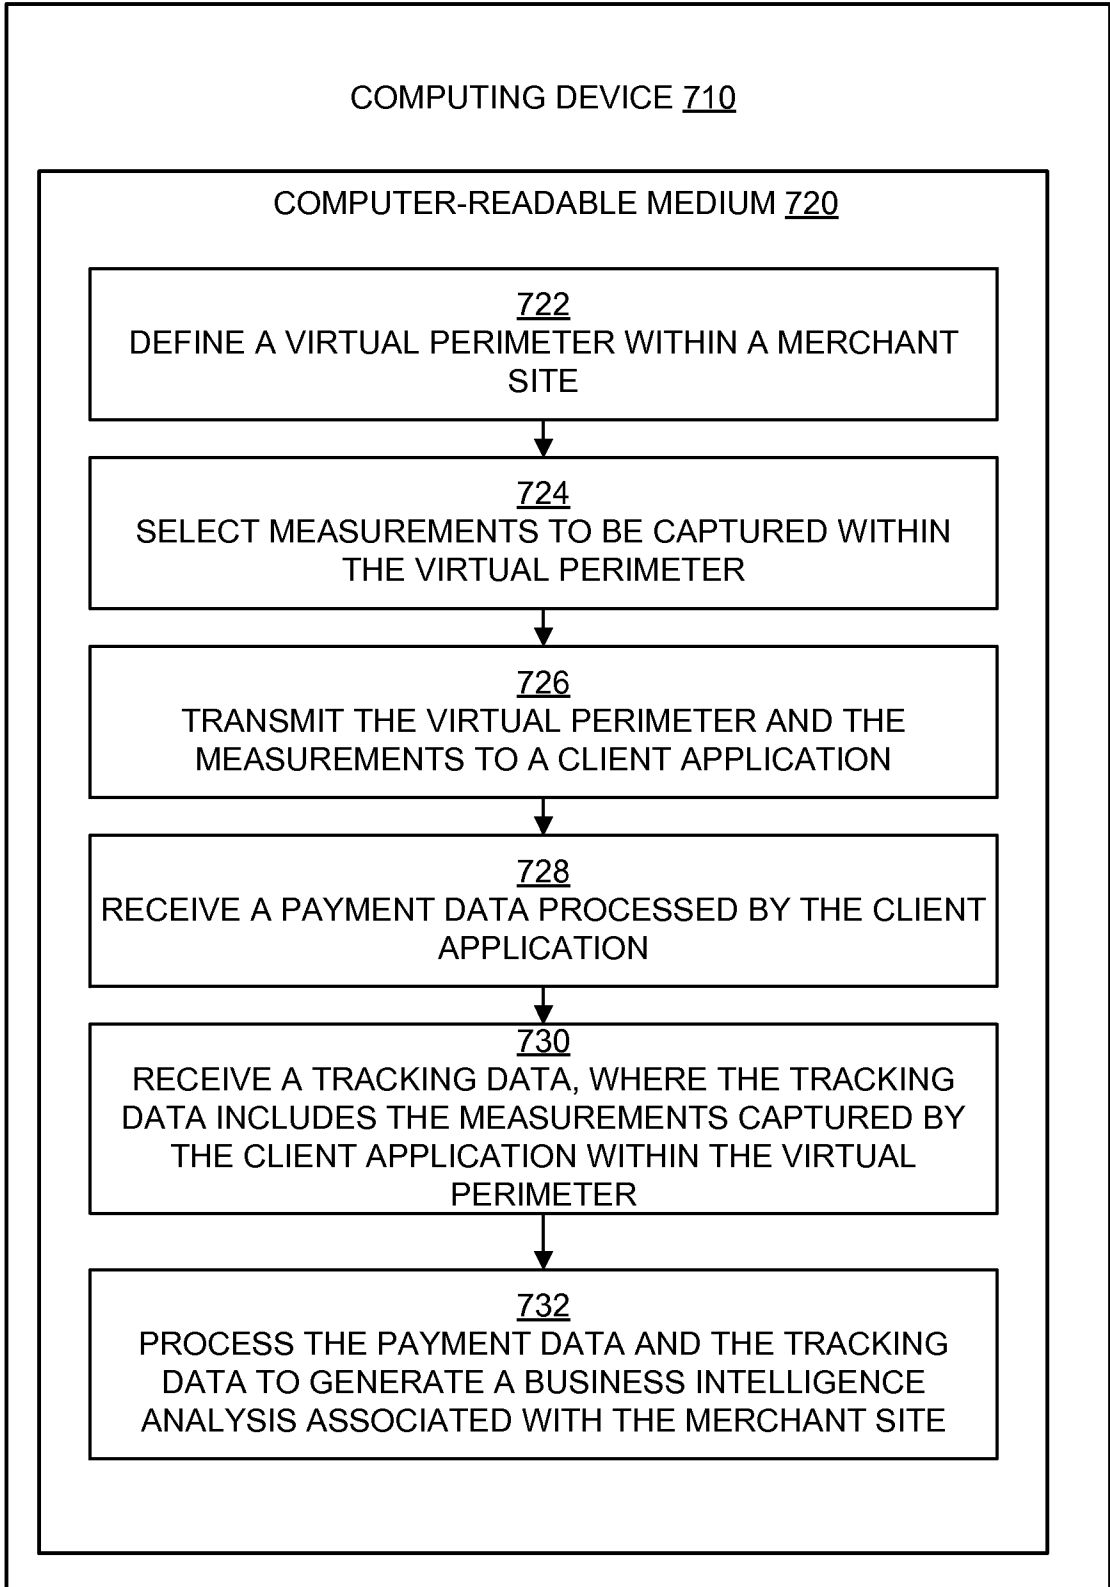 COMPUTING DEVICE 710
COMPUTER-READABLE MEDIUM 720
722
DEFINE A VIRTUAL PERIMETER WITHIN A MERCHANT
SITE
724
SELECT MEASUREMENTS TO BE CAPTURED WITHIN
THE VIRTUAL PERIMETER
726
TRANSMIT THE VIRTUAL PERIMETER AND THE
MEASUREMENTS TO A CLIENT APPLICATION
728
RECEIVE A PAYMENT DATA PROCESSED BY THE CLIENT
APPLICATION
730
RECEIVE A TRACKING DATA, WHERE THE TRACKING
DATA INCLUDES THE MEASUREMENTS CAPTURED BY
THE CLIENT APPLICATION WITHIN THE VIRTUAL
PERIMETER
732
PROCESS THE PAYMENT DATA AND THE TRACKING
DATA TO GENERATE A BUSINESS INTELLIGENCE
ANALYSIS ASSOCIATED WITH THE MERCHANT SITE